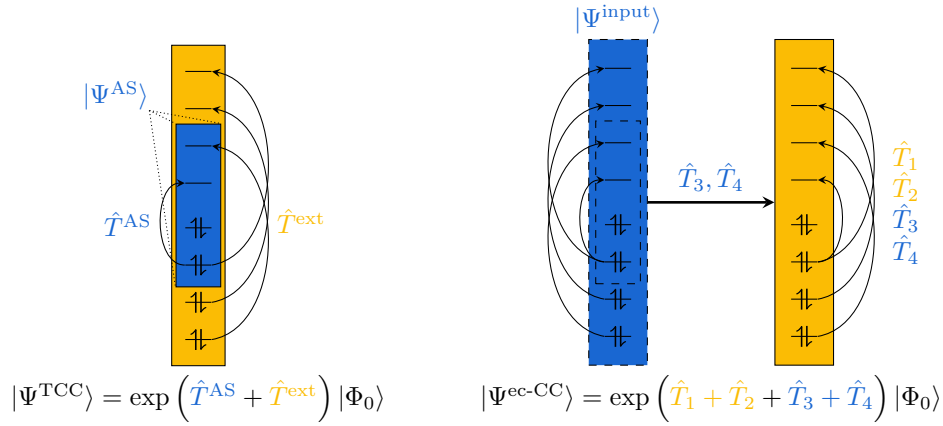 |Ψ^AS⟩
T̂^AS
T̂^ext
|Ψ^TCC⟩ = exp (T̂^AS + T̂^ext) |Φ₀⟩
|Ψ^input⟩
T̂₃, T̂₄
T̂₁
T̂₂
T̂₃
T̂₄
|Ψ^ec-CC⟩ = exp (T̂₁ + T̂₂ + T̂₃ + T̂₄) |Φ₀⟩